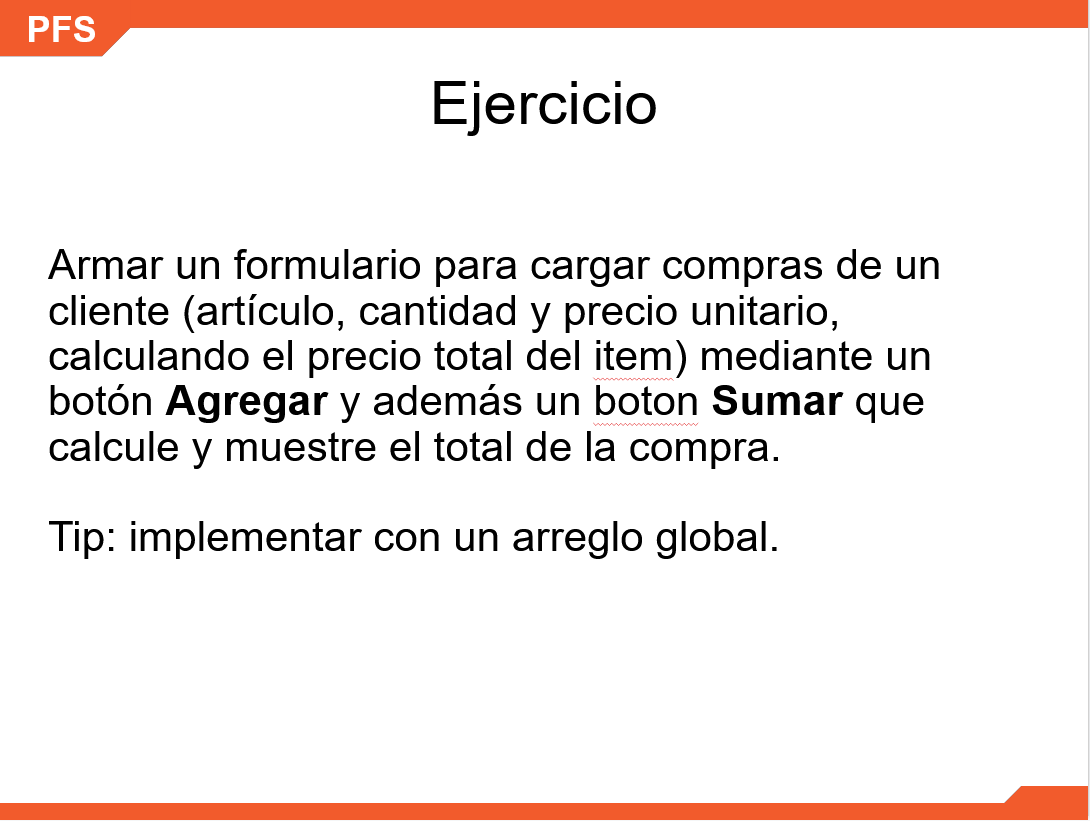 PFS
Ejercicio
Armar un formulario para cargar compras de un
cliente (artículo, cantidad y precio unitario,
calculando el precio total del item) mediante un
botón Agregar y además un boton Sumar que
calcule y muestre el total de la compra.
Tip: implementar con un arreglo global.